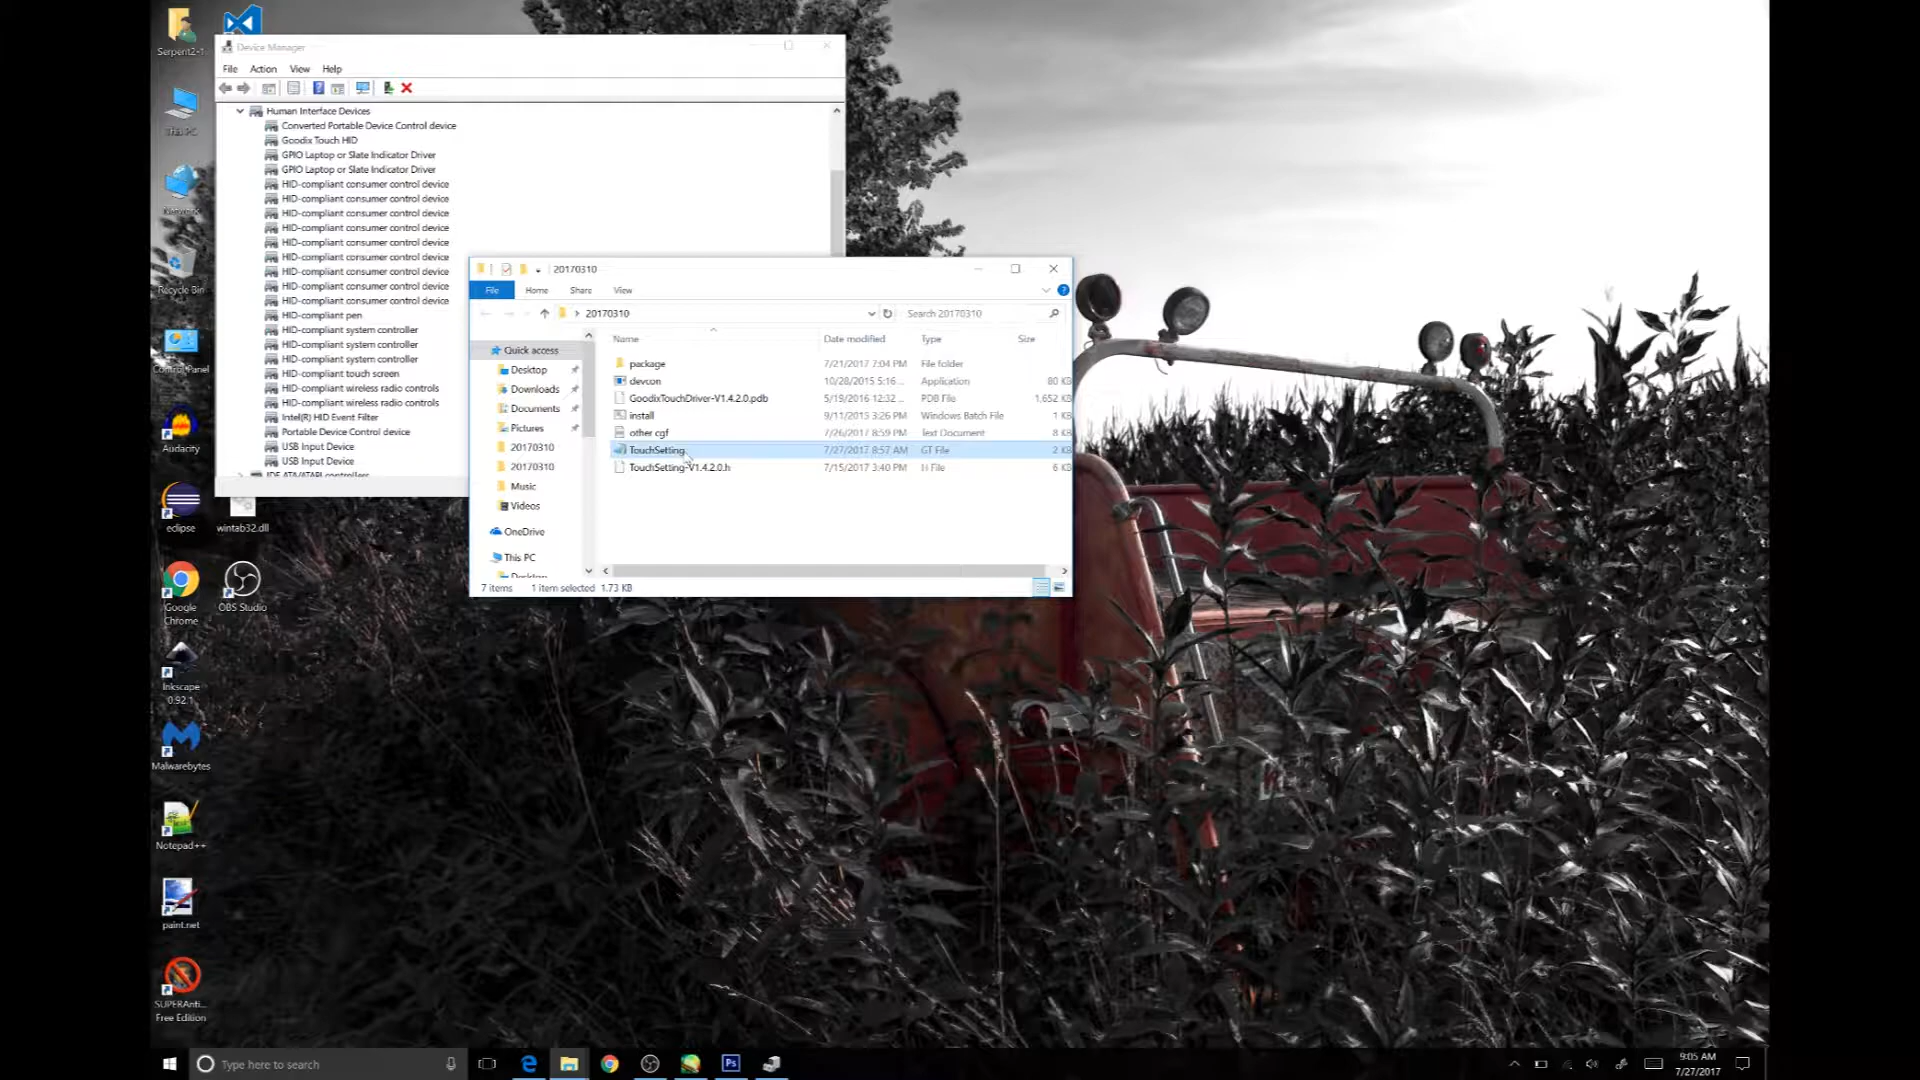 Serpent2-1
This PC
Network
Recycle Bin
Control Panel
Audacity
eclipse
wintab32.dll
Google
Chrome
OBS Studio
Inkscape
0.92.1
Malwarebytes
Notepad++
paint.net
SUPERAnti...
Free Edition
Device Manager
File Action View Help
Human Interface Devices
Converted Portable Device Control device
Goodix Touch HID
GPIO Laptop or Slate Indicator Driver
GPIO Laptop or Slate Indicator Driver
HID-compliant consumer control device
HID-compliant consumer control device
HID-compliant consumer control device
HID-compliant consumer control device
HID-compliant consumer control device
HID-compliant consumer control device
HID-compliant consumer control device
HID-compliant consumer control device
HID-compliant consumer control device
HID-compliant pen
HID-compliant system controller
HID-compliant system controller
HID-compliant system controller
HID-compliant touch screen
HID-compliant wireless radio controls
HID-compliant wireless radio controls
Intel(R) HID Event Filter
Portable Device Control device
USB Input Device
USB Input Device
IDE ATA/ATAPI controllers
20170310
File Home Share View
20170310 Search 20170310
Quick access
Desktop
Downloads
Documents
Pictures
20170310
20170310
Music
Videos
OneDrive
This PC
Desktop
Name Date modified Type Size
package 7/21/2017 7:04 PM File folder
devcon 10/28/2015 5:16 ... Application 80 KB
GoodixTouchDriver-V1.4.2.0.pdb 5/19/2016 12:32 ... PDB File 1,652 KB
install 9/11/2015 3:26 PM Windows Batch File 1 KB
other cgf 7/26/2017 8:59 PM Text Document 8 KB
TouchSetting 7/27/2017 8:57 AM GT File 2 KB
TouchSetting-V1.4.2.0.h 7/15/2017 3:40 PM H File 6 KB
7 items 1 item selected 1.73 KB
Type here to search
Ps
9:05 AM
7/27/2017